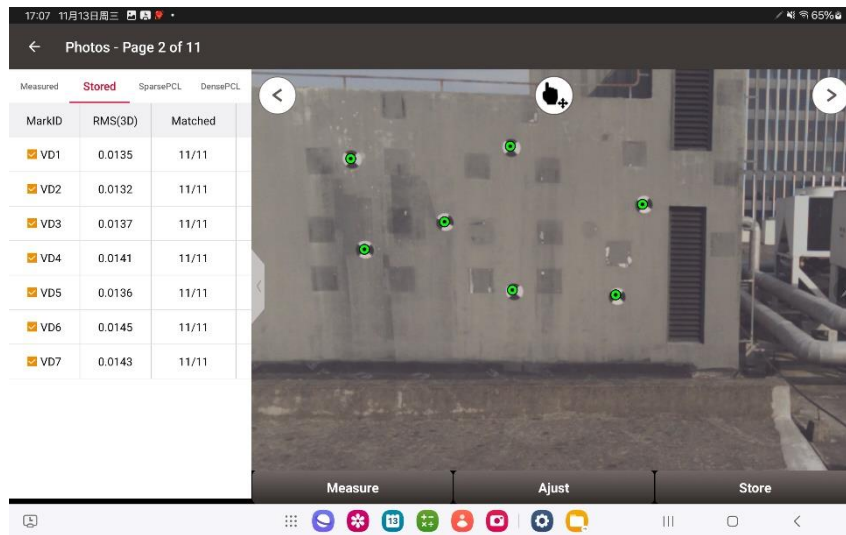 17:07 11月13日周三 65%
Photos - Page 2 of 11
Measured Stored SparsePCL DensePCL
MarkID RMS(3D) Matched
VD1 0.0135 11/11
VD2 0.0132 11/11
VD3 0.0137 11/11
VD4 0.0141 11/11
VD5 0.0136 11/11
VD6 0.0145 11/11
VD7 0.0143 11/11
Measure Ajust Store
13